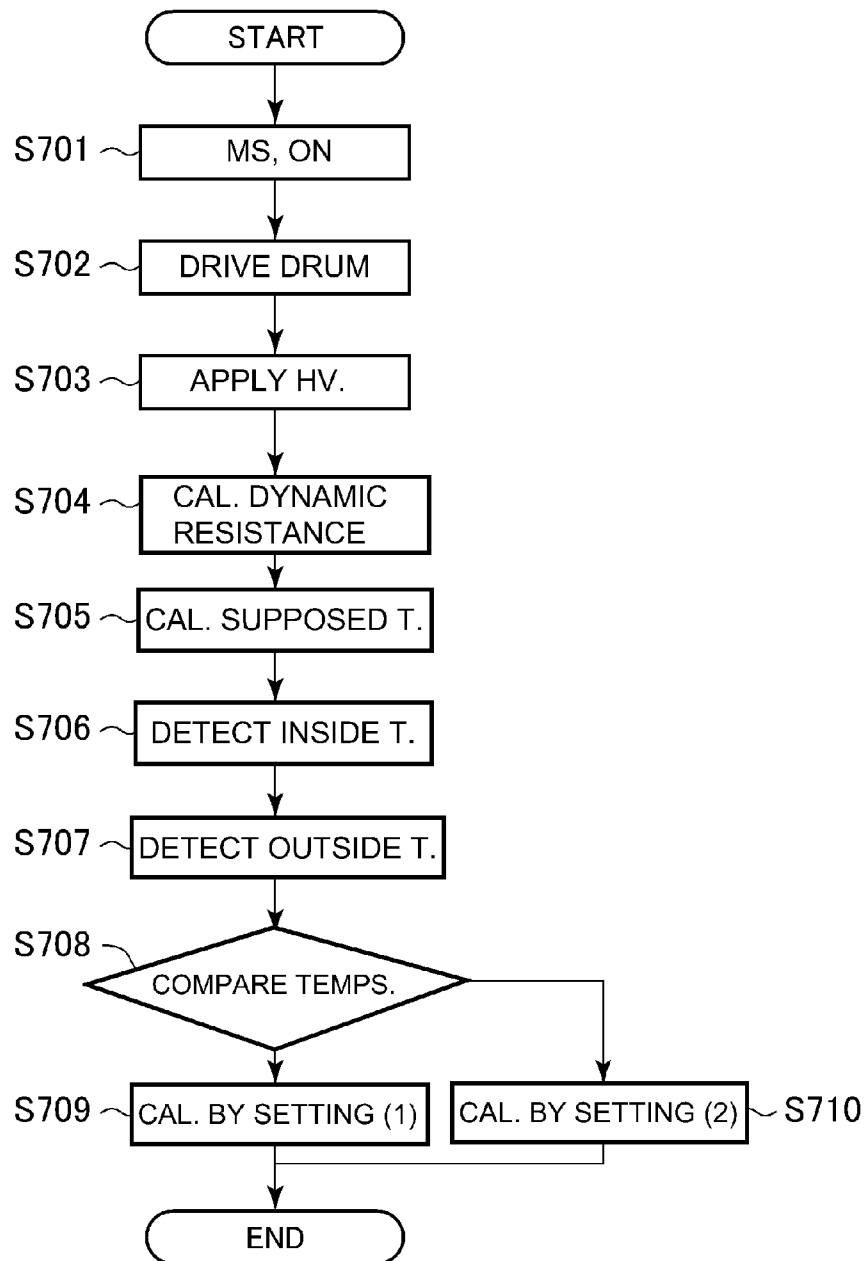 START
S701
MS, ON
S702
DRIVE DRUM
S703
APPLY HV.
S704
CAL. DYNAMIC
RESISTANCE
S705
CAL. SUPPOSED T.
S706
DETECT INSIDE T.
S707
DETECT OUTSIDE T.
S708
COMPARE TEMPS.
S709
CAL. BY SETTING (1)
CAL. BY SETTING (2)
S710
END